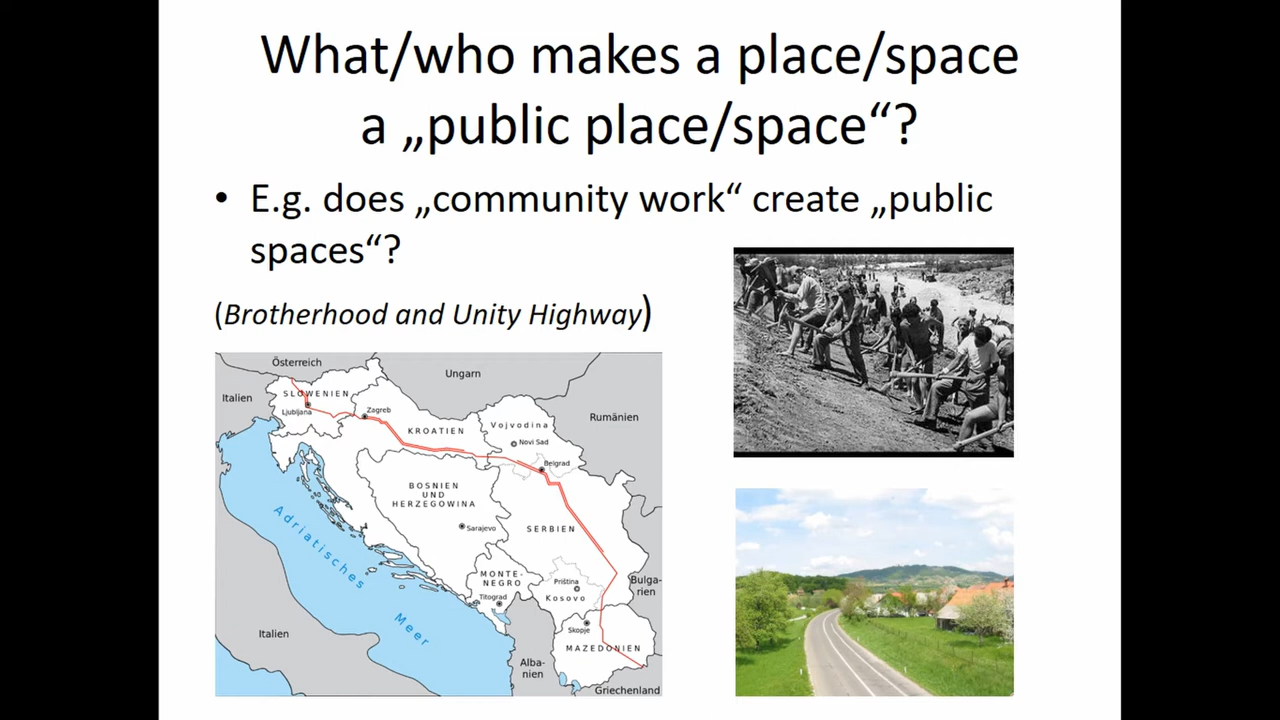 What/who makes a place/space
a „public place/space“?
• E.g. does „community work“ create „public
spaces“?
(Brotherhood and Unity Highway)
Österreich
Ungarn
Italien
SLOWENIEN
Ljubljana
Zagreb
KROATIEN
Vojvodina
Novi Sad
Rumänien
Belgrad
BOSNIEN
UND
HERZEGOWINA
Sarajevo
SERBIEN
Adriatisches
Meer
MONTE-
NEGRO
Titograd
Priština
Kosovo
Bulga-
rien
Skopje
MAZEDONIEN
Italien
Alba-
nien
Griechenland